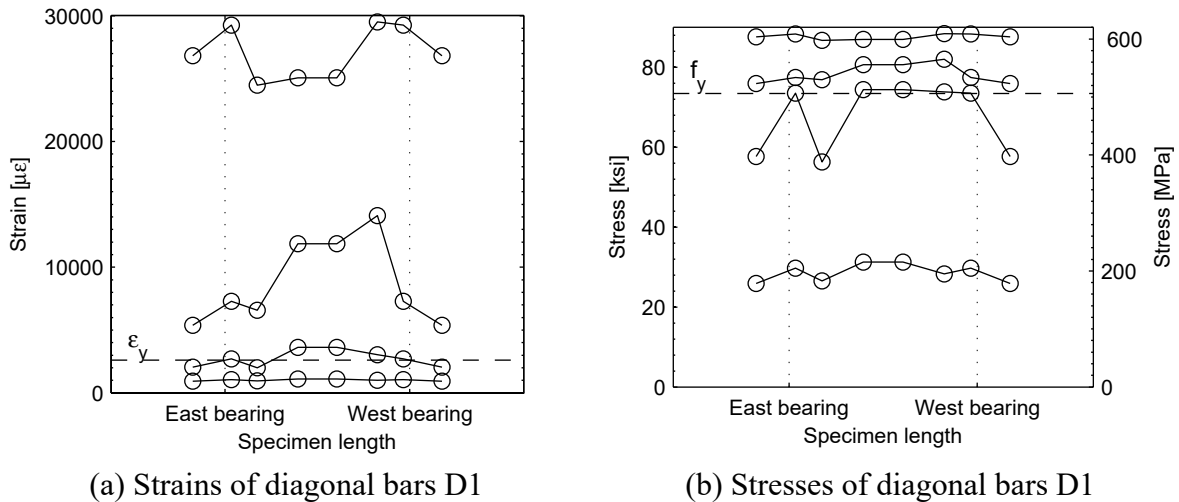 30000
20000
10000
0
Strain [με]
ε_y
East bearing
West bearing
Specimen length
(a) Strains of diagonal bars D1
80
60
40
20
0
Stress [ksi]
f_y
600
400
200
0
Stress [MPa]
East bearing
West bearing
Specimen length
(b) Stresses of diagonal bars D1